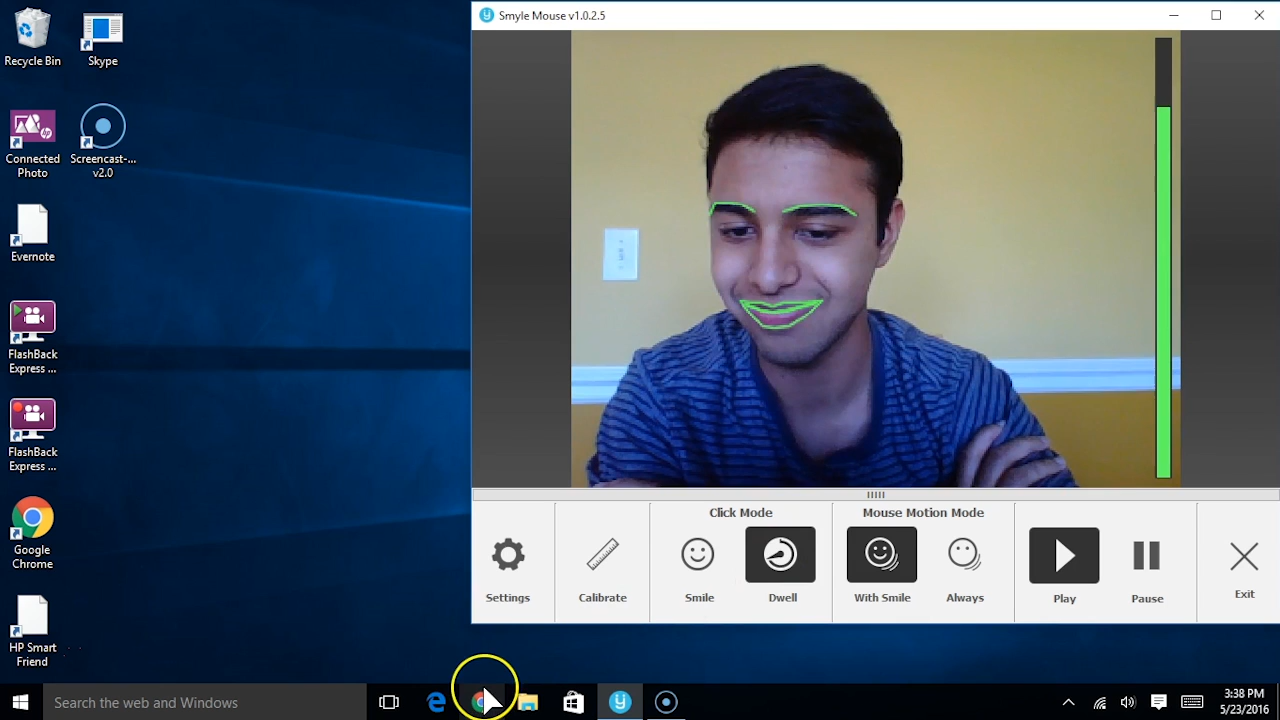 Recycle Bin
Skype
Connected
Photo
Screencast-...
v2.0
Evernote
FlashBack
Express ...
FlashBack
Express ...
Google
Chrome
HP Smart
Friend
Smyle Mouse v1.0.2.5
Click Mode
Mouse Motion Mode
Settings
Calibrate
Smile
Dwell
With Smile
Always
Play
Pause
Exit
Search the web and Windows
3:38 PM
5/23/2016